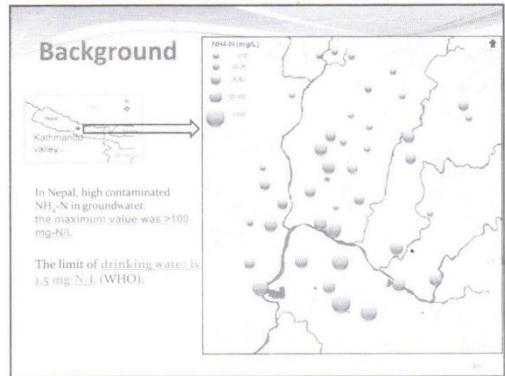 Background
Kathmandu
valley
In Nepal, high contaminated
NH4-N in groundwater.
the maximum value was >100
mg-N/L
The limit of drinking water is
1.5 mg-N/L (WHO).
NH4-N (mg/L)